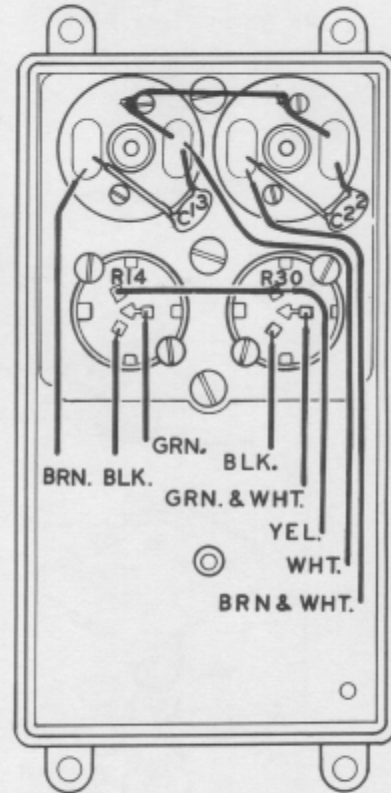 C13
C22
R14
R30
GRN.
BRN. BLK.
BLK.
GRN. & WHT.
YEL.
WHT.
BRN & WHT.